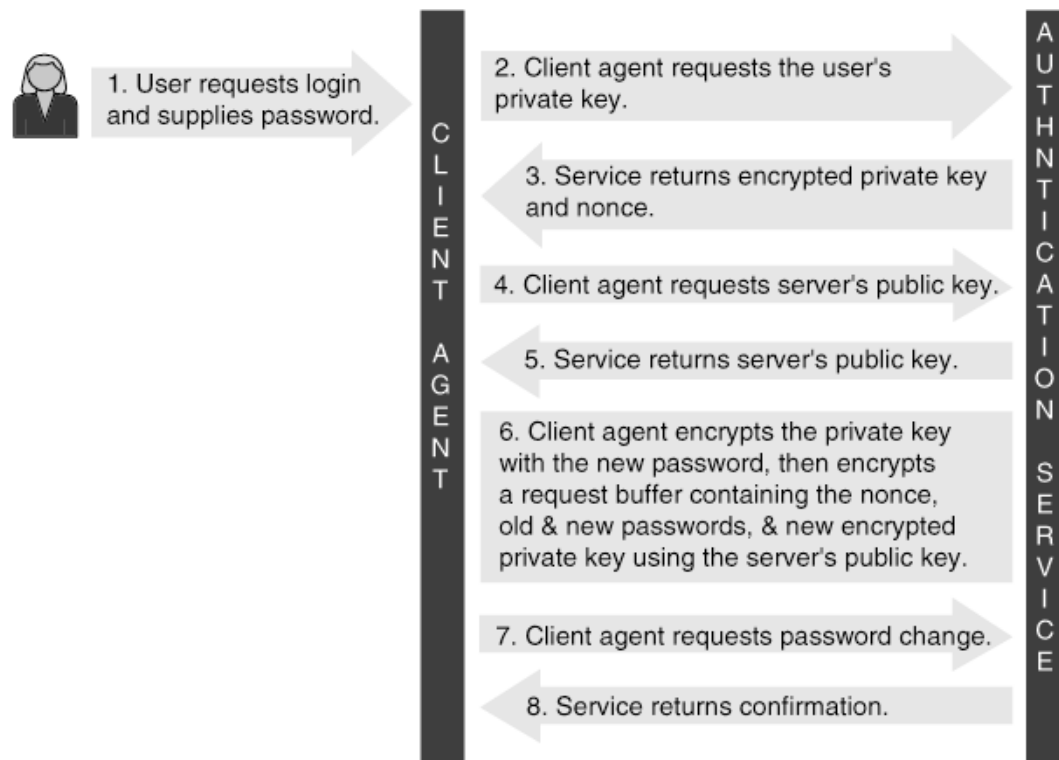 1. User requests login
and supplies password.
CLIENT AGENT
2. Client agent requests the user's
private key.
3. Service returns encrypted private key
and nonce.
4. Client agent requests server's public key.
5. Service returns server's public key.
6. Client agent encrypts the private key
with the new password, then encrypts
a request buffer containing the nonce,
old & new passwords, & new encrypted
private key using the server's public key.
7. Client agent requests password change.
8. Service returns confirmation.
AUTHNTICATION SERVICE